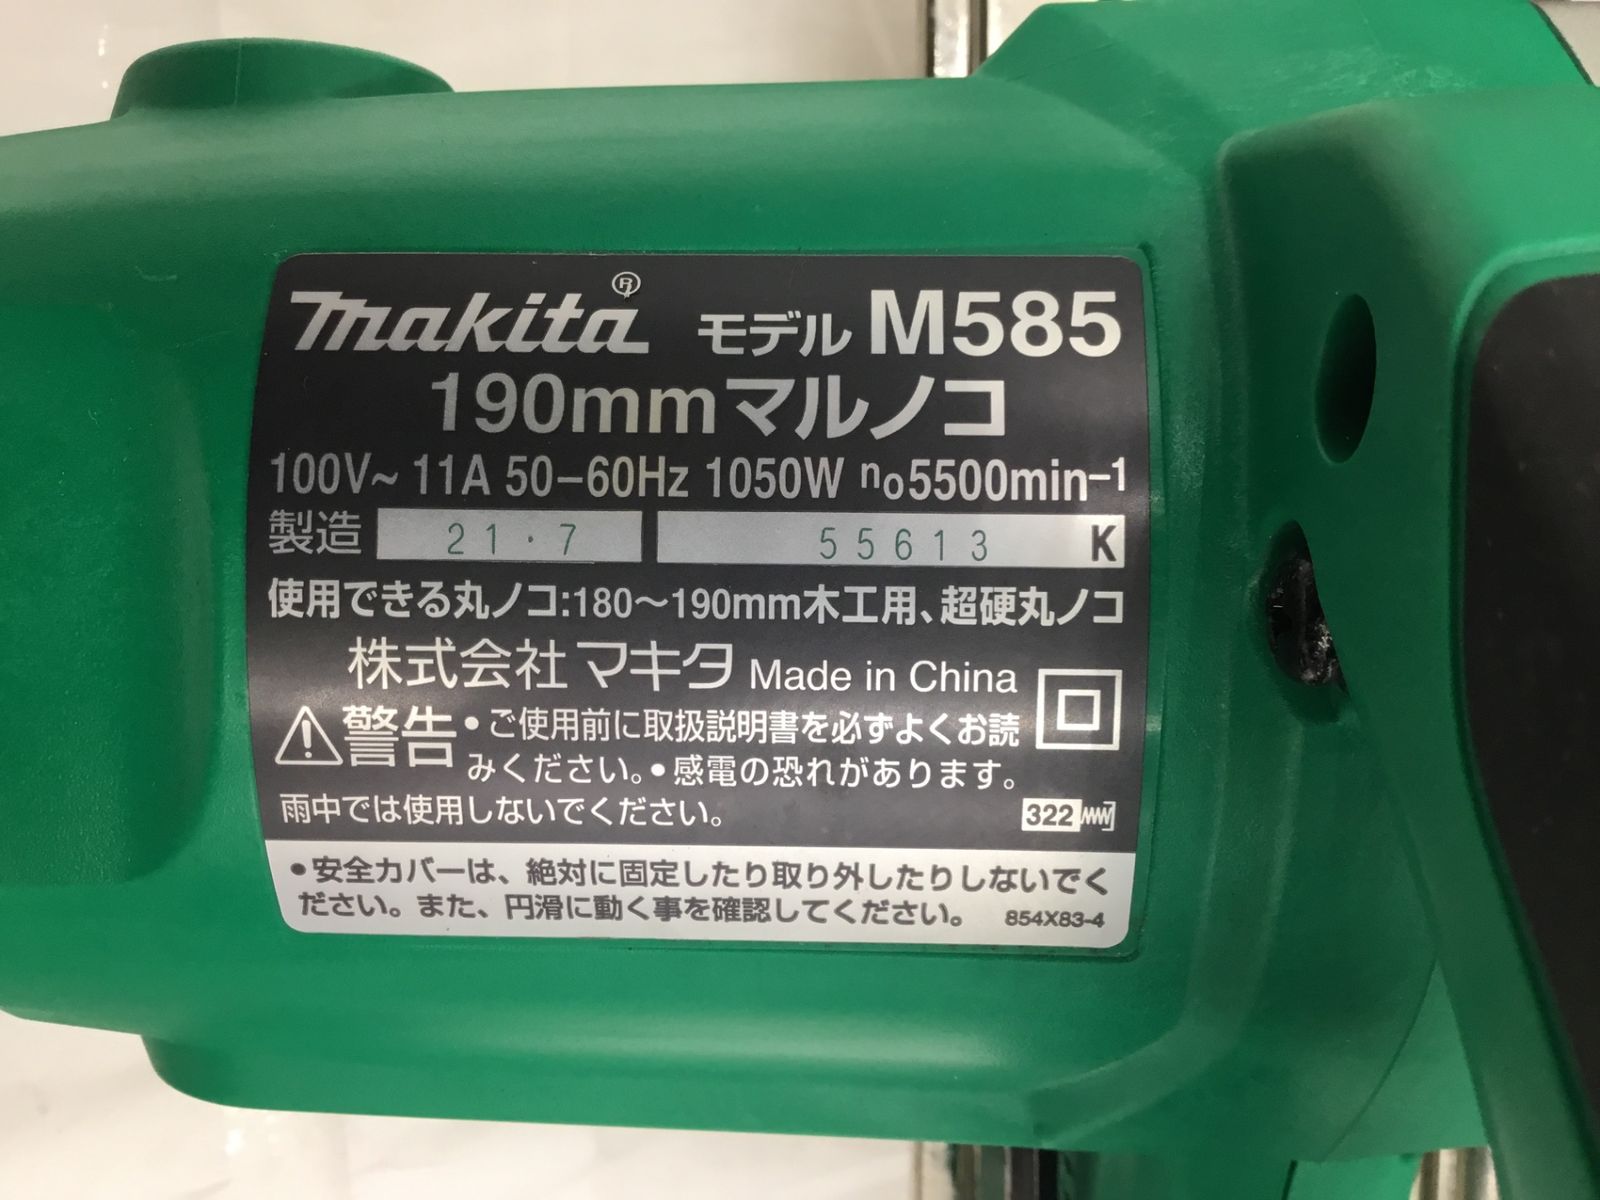 makita® モデル M585
190mmマルノコ
100V~ 11A 50-60Hz 1050W no5500min-1
製造 21・7 55613 K
使用できる丸ノコ:180~190mm木工用、超硬丸ノコ
株式会社マキタ Made in China
警告 •ご使用前に取扱説明書を必ずよくお読
みください。•感電の恐れがあります。
雨中では使用しないでください。 322
•安全カバーは、絶対に固定したり取り外したりしないでく
ださい。また、円滑に動く事を確認してください。 854X83-4